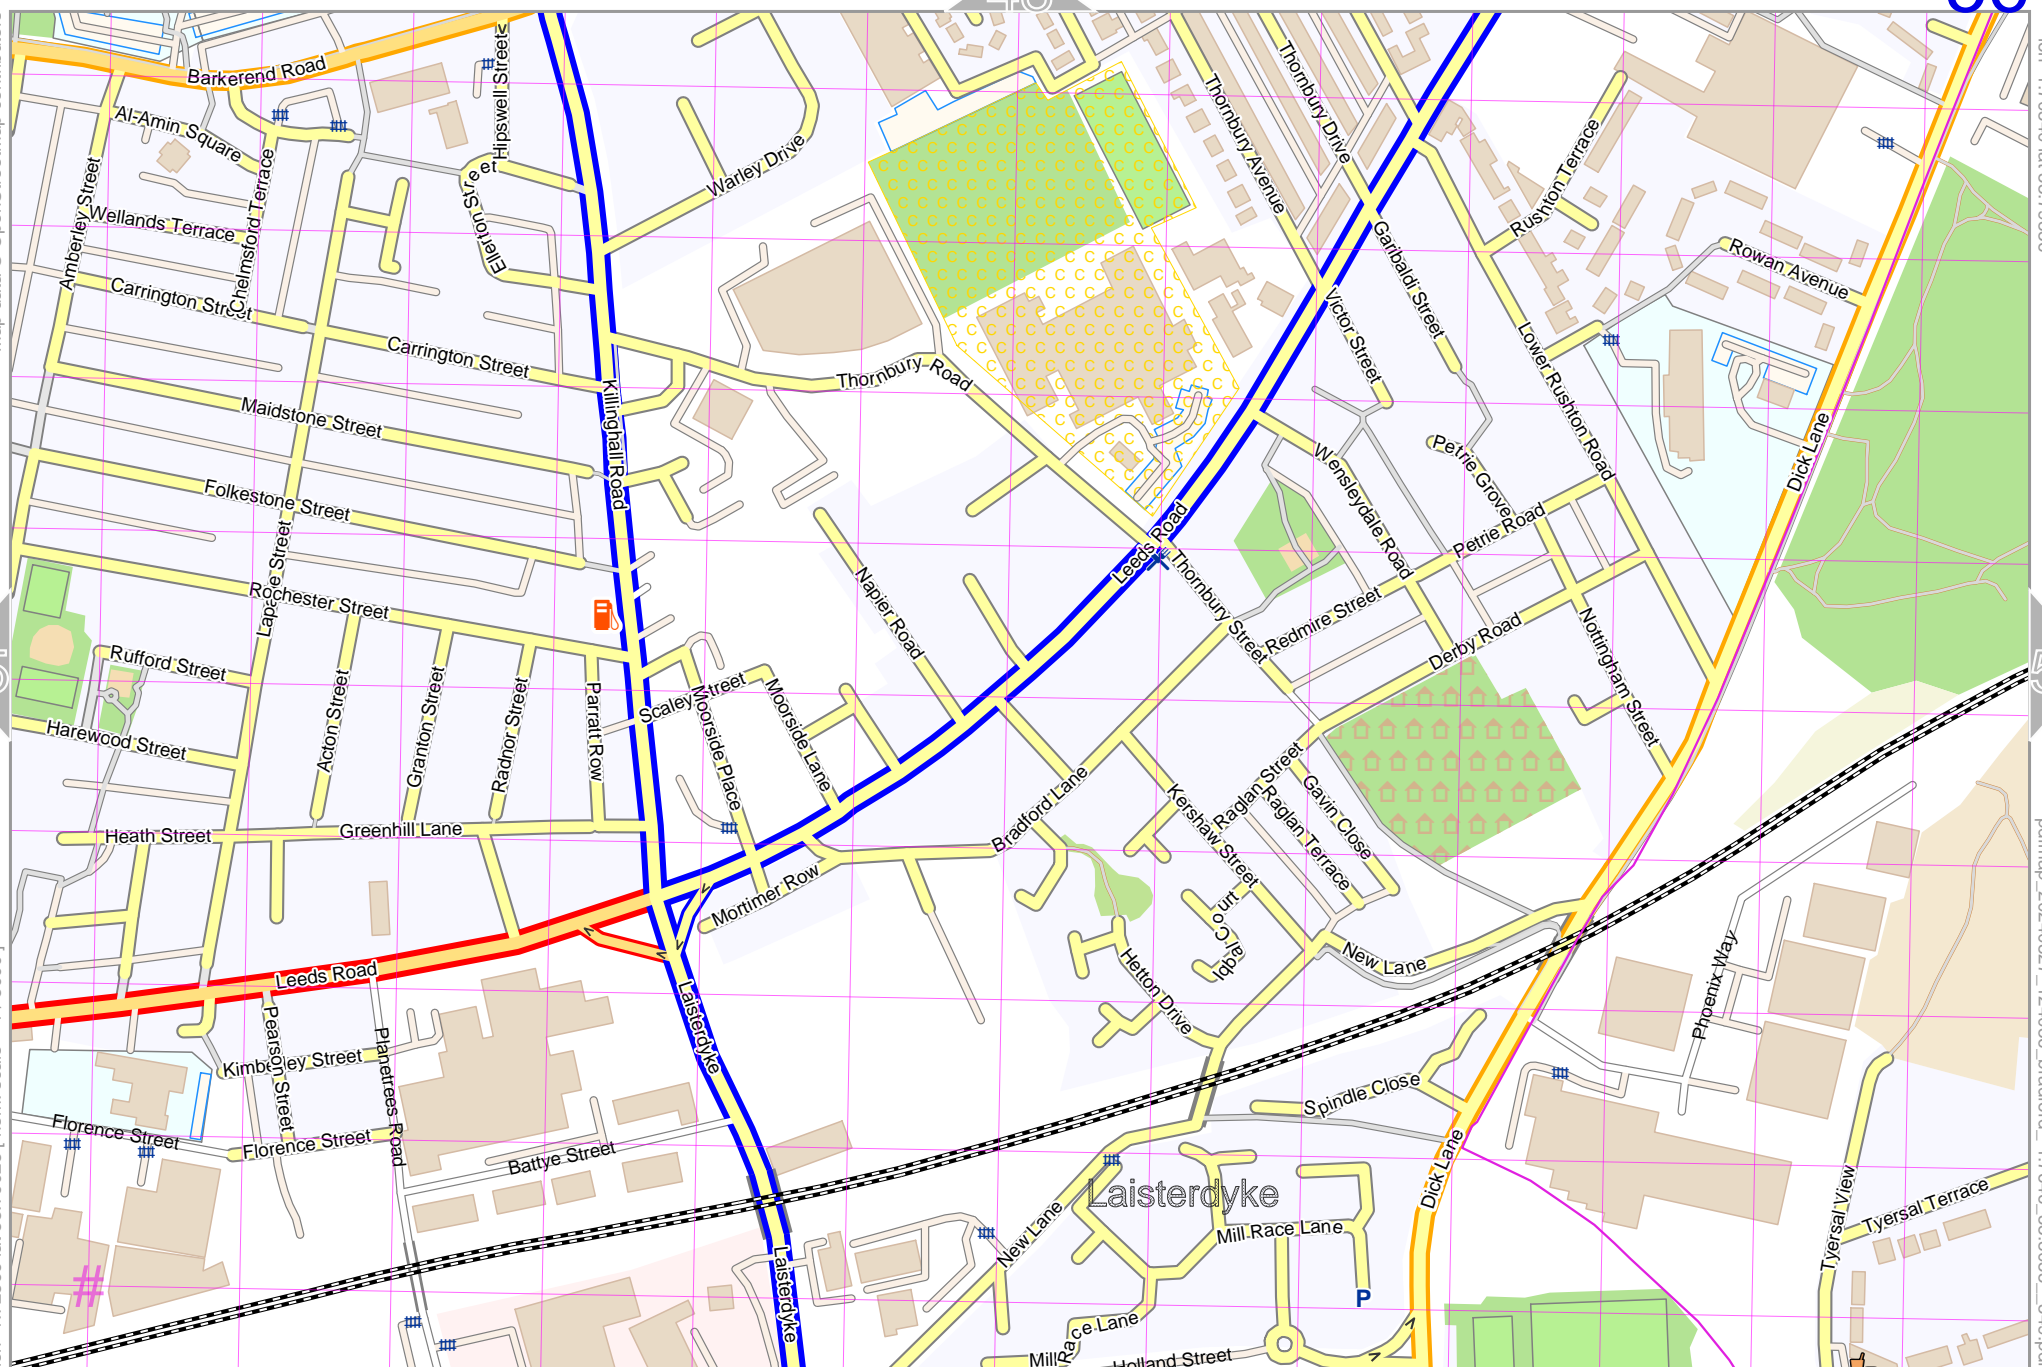 Barkerend Road
Hipswell Street
Al-Amin Square
Thornbury Avenue
Thornbury Drive
Chelmsford Terrace
Amberley Street
Warley Drive
Ellerton Street
Rushton Terrace
Wellands Terrace
Garibaldi Street
Rowan Avenue
Carrington Street
Carrington Street
Victor Street
Lower Rushton Road
Thornbury Road
Killinghall Road
Maidstone Street
Dick Lane
Wensleydale Road
Petrie Grove
Folkestone Street
Petrie Road
Leeds Road
Lapage Street
Napier Road
Thornbury Street
Rochester Street
Redmire Street
Derby Road
Nottingham Street
Rufford Street
Acton Street
Granton Street
Radnor Street
Parratt Row
Scaley Street
Moorside Place
Moorside Lane
Harewood Street
Raglan Street
Gavin Close
Raglan Terrace
Kershaw Street
Bradford Lane
Heath Street
Greenhill Lane
Mortimer Row
Iqbal Court
New Lane
Hetton Drive
Phoenix Way
Leeds Road
Laisterdyke
Pearson Street
Planetrees Road
Kimberley Street
Spindle Close
Florence Street
Florence Street
Battye Street
Dick Lane
Laisterdyke
New Lane
Mill Race Lane
Tyersal View
Tyersal Terrace
Laisterdyke
P
#
Mill Race Lane
Holland Street